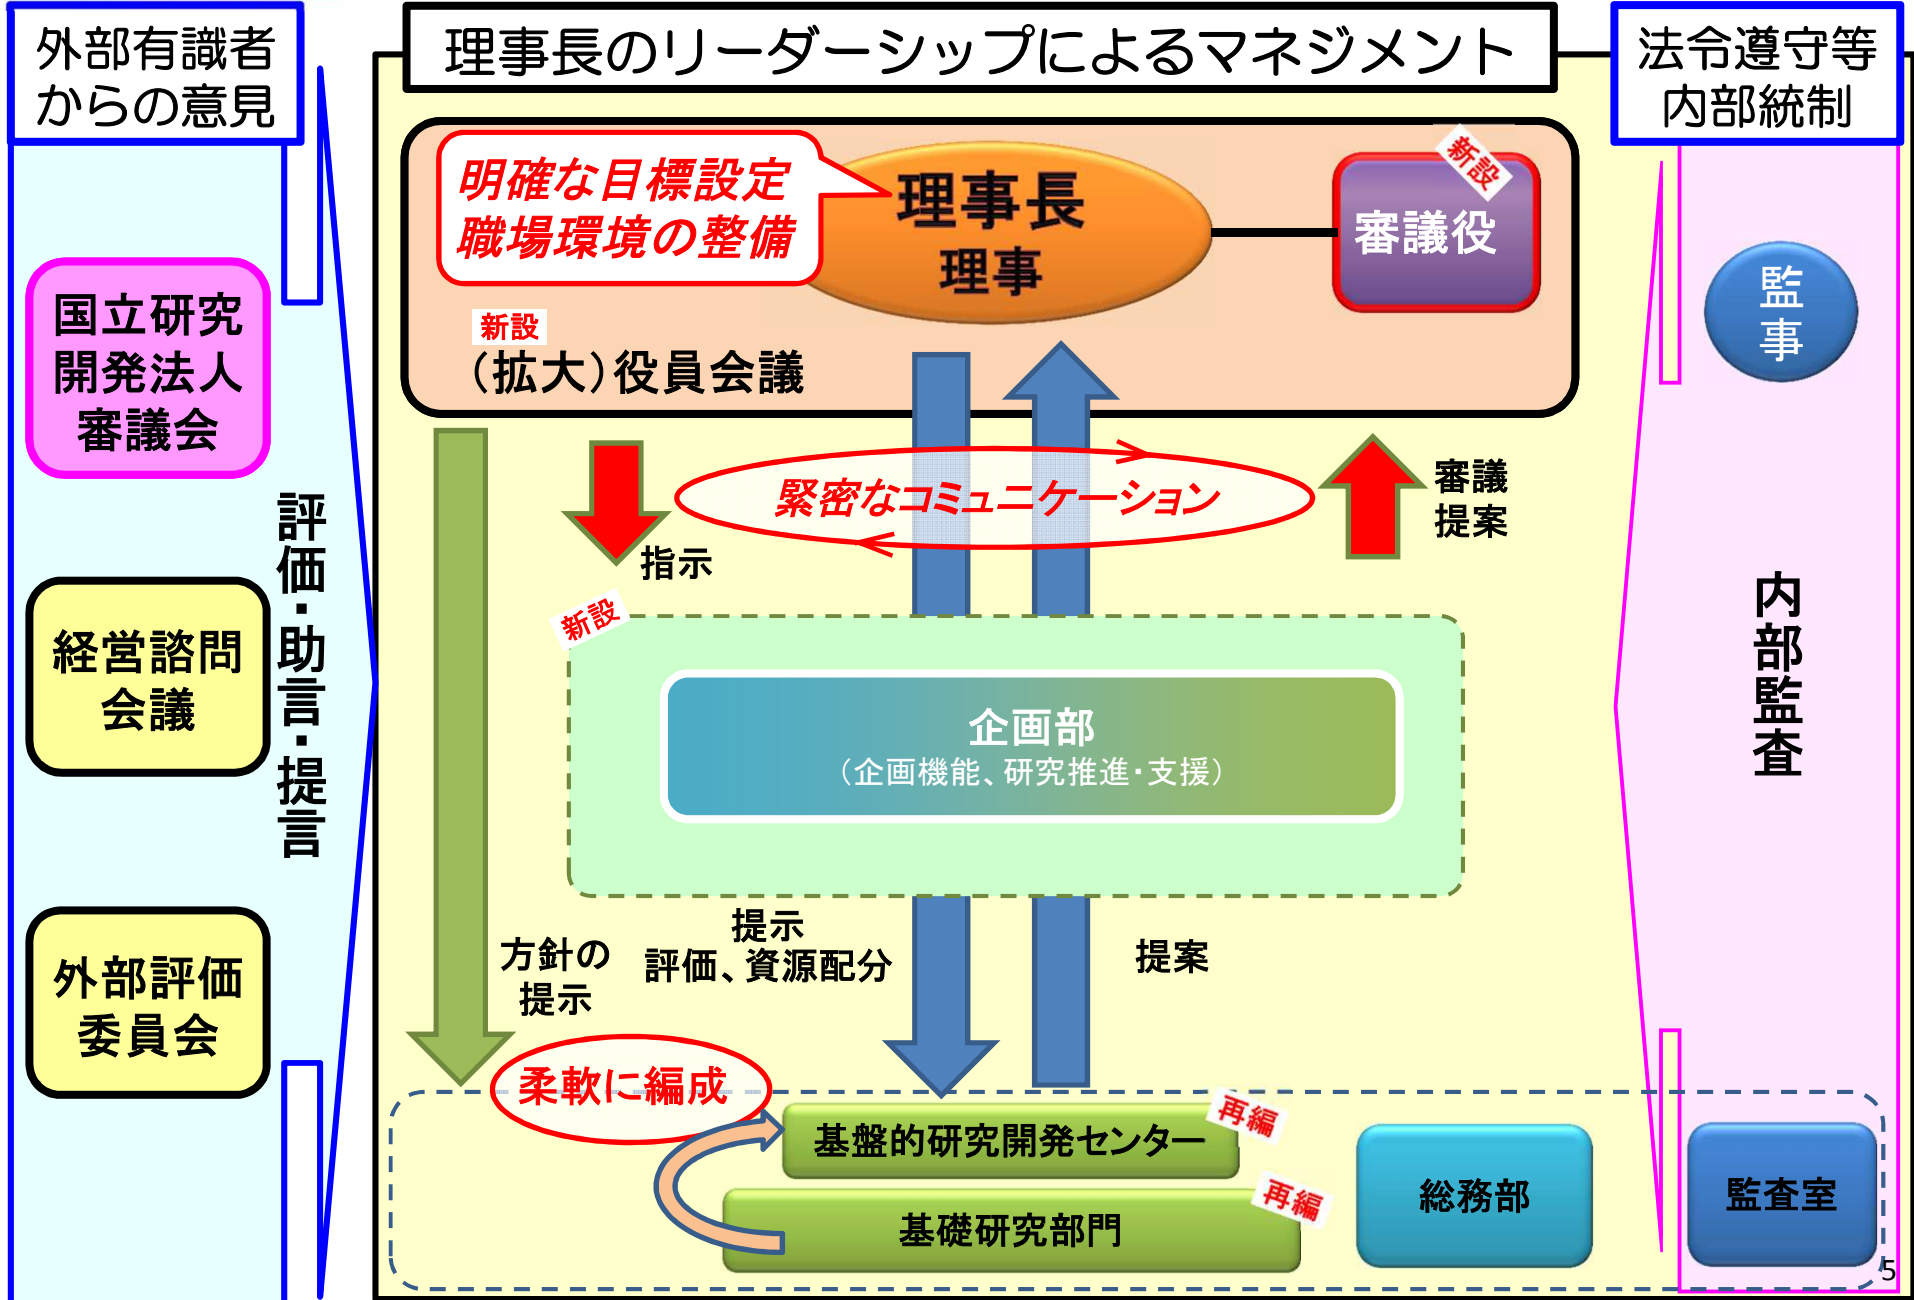 外部有識者
からの意見
理事長のリーダーシップによるマネジメント
法令遵守等
内部統制
明確な目標設定
職場環境の整備
理事長
理事
新設
審議役
新設
（拡大）役員会議
国立研究
開発法人
審議会
経営諮問
会議
外部評価
委員会
評価・助言・提言
指示
緊密なコミュニケーション
審議
提案
新設
企画部
（企画機能、研究推進・支援）
方針の
提示
提示
評価、資源配分
提案
柔軟に編成
基盤的研究開発センター
再編
基礎研究部門
再編
総務部
監事
内部監査
監査室
5